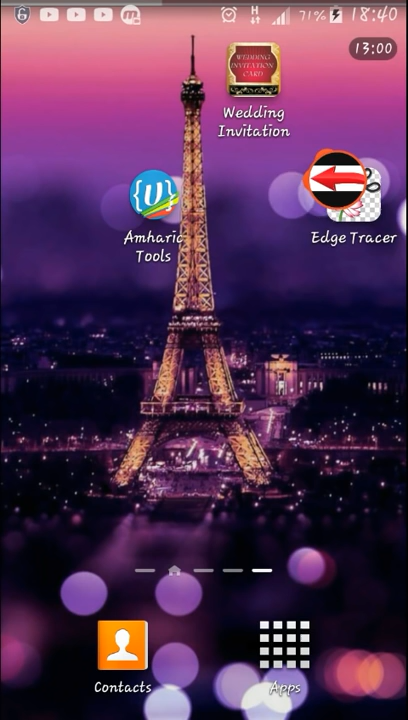 G
H
71%
18:40
13:00
WEDDING
INVITATION
CARD
Wedding
Invitation
{U}
Amharic
Tools
Edge Tracer
Contacts
Apps